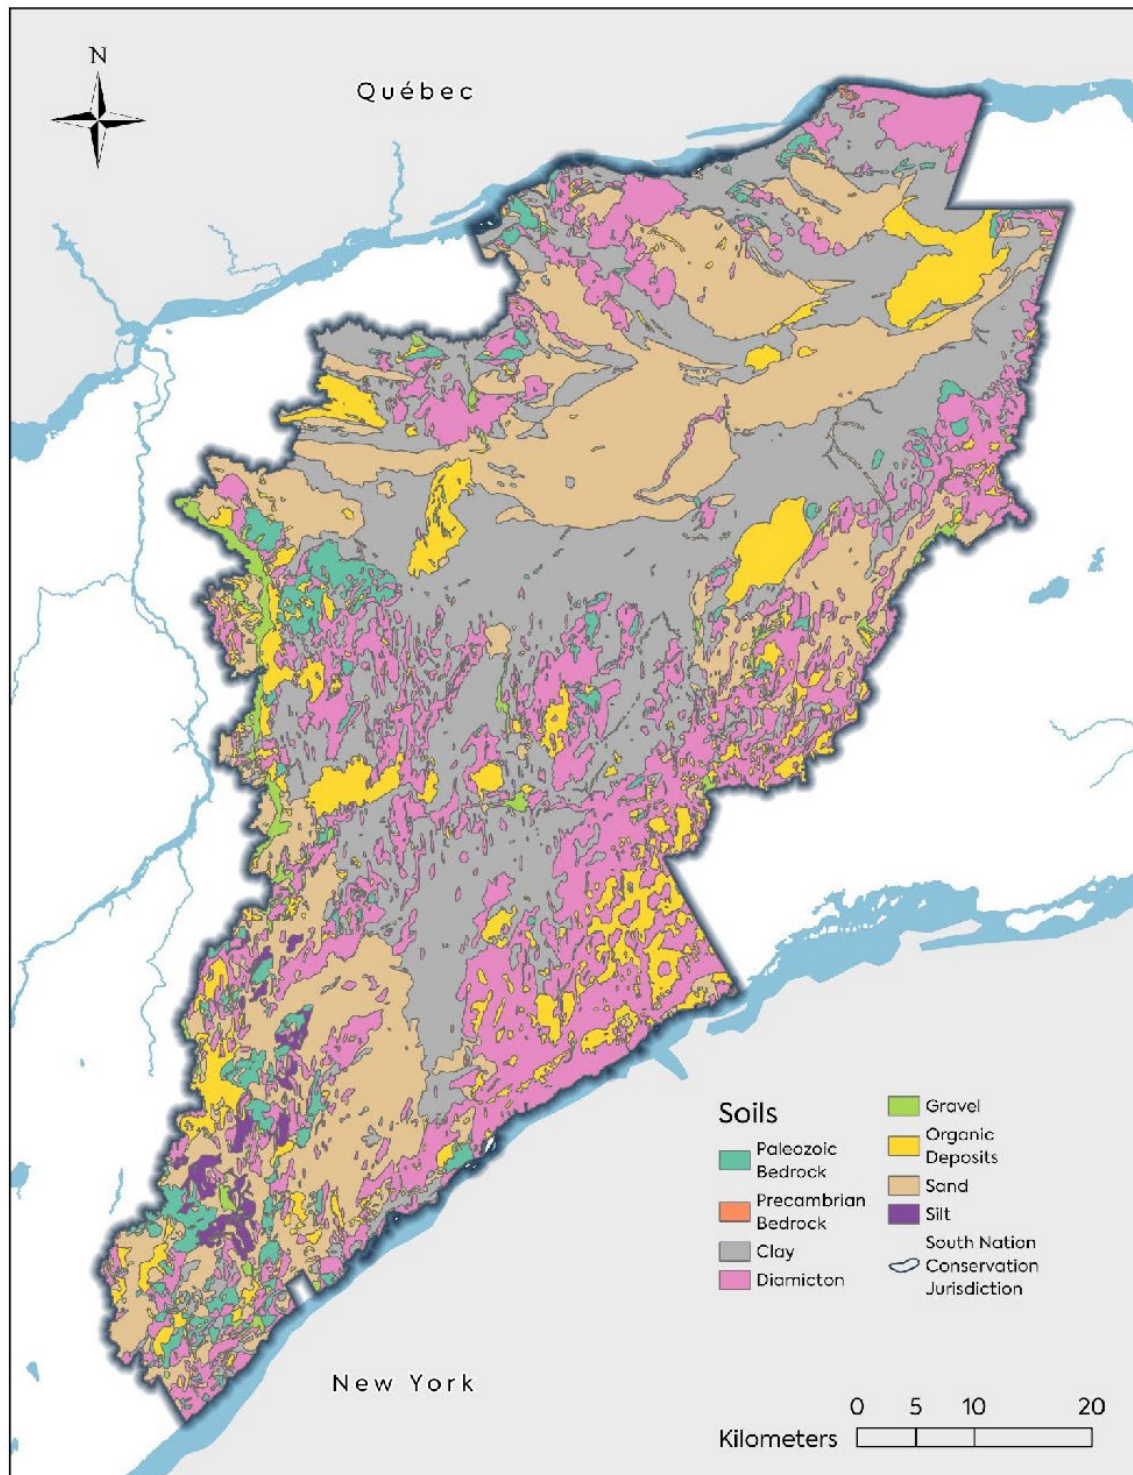 N
Québec
Soils
Paleozoic
Bedrock
Precambrian
Bedrock
Clay
Diamicton
Gravel
Organic
Deposits
Sand
Silt
South Nation
Conservation
Jurisdiction
New York
0 5 10 20
Kilometers